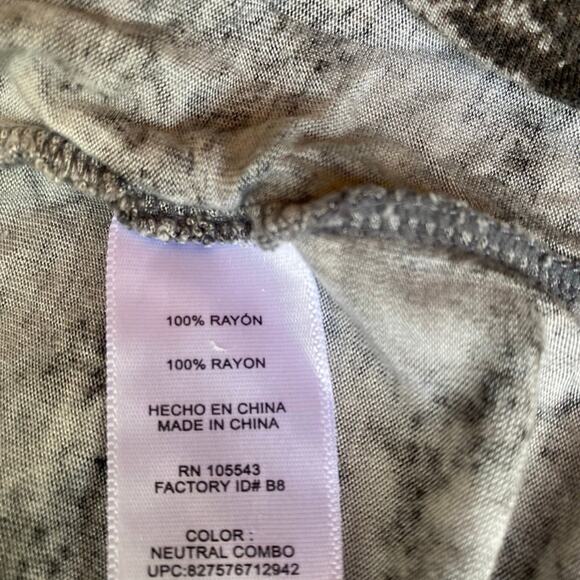 100% RAYÓN
100% RAYON
HECHO EN CHINA
MADE IN CHINA
RN 105543
FACTORY ID# B8
COLOR :
NEUTRAL COMBO
UPC:827576712942